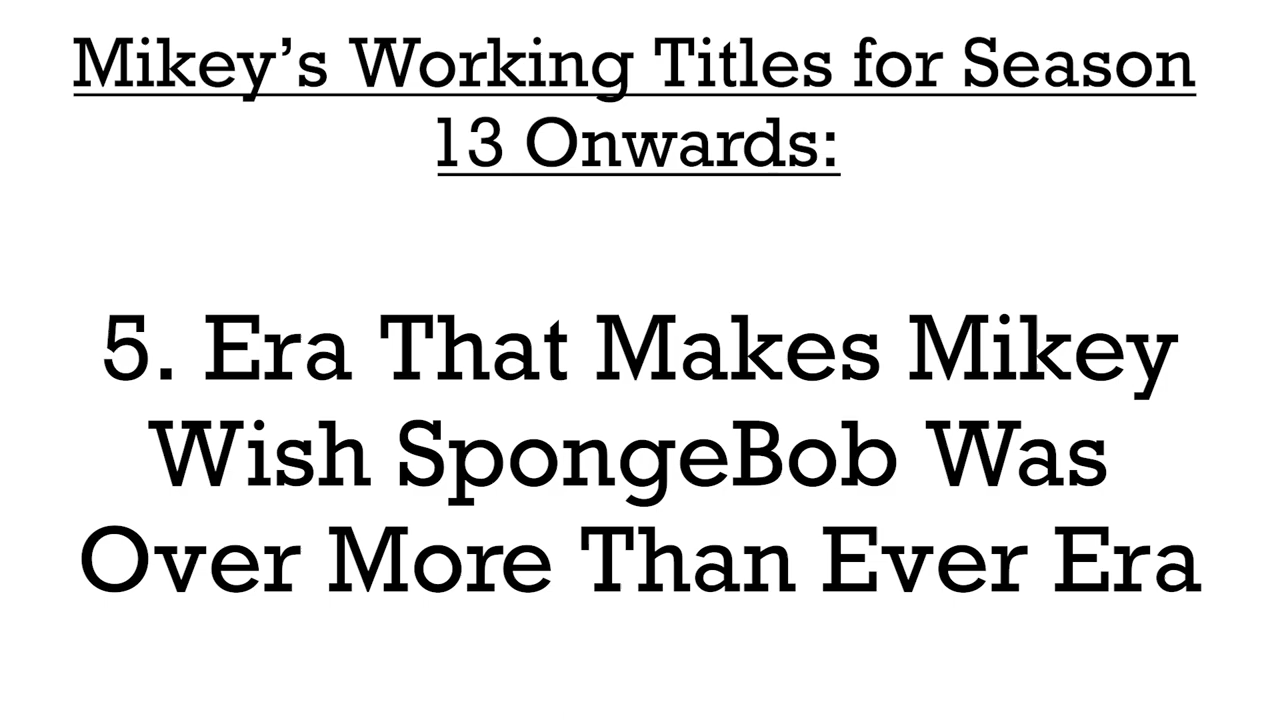 Mikey’s Working Titles for Season
13 Onwards:
5. Era That Makes Mikey
Wish SpongeBob Was
Over More Than Ever Era